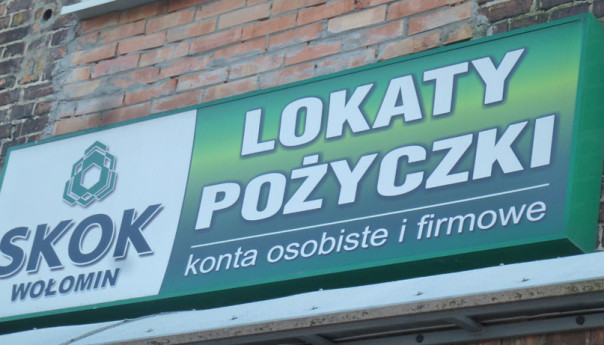 SKOK
WOŁOMIN
LOKATY
POŻYCZKI
konta osobiste i firmowe